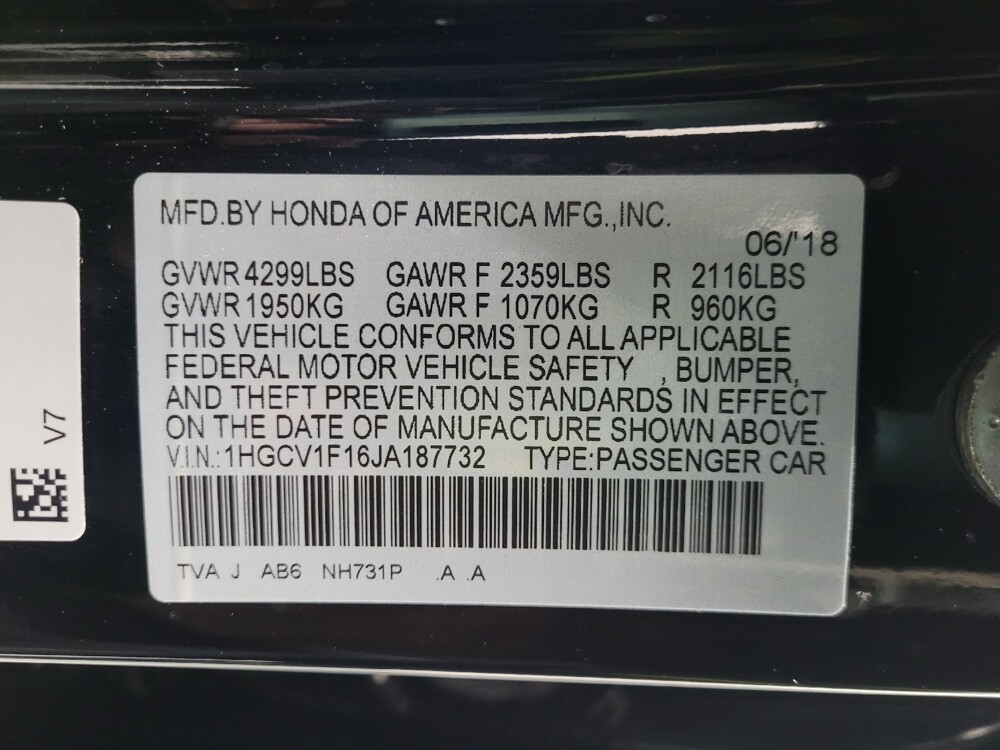 MFD.BY HONDA OF AMERICA MFG.,INC.
06/'18
GVWR 4299LBS GAWR F 2359LBS R 2116LBS
GVWR 1950KG GAWR F 1070KG R 960KG
THIS VEHICLE CONFORMS TO ALL APPLICABLE
FEDERAL MOTOR VEHICLE SAFETY , BUMPER,
AND THEFT PREVENTION STANDARDS IN EFFECT
ON THE DATE OF MANUFACTURE SHOWN ABOVE.
V.I.N.: 1HGCV1F16JA187732 TYPE:PASSENGER CAR
TVA J AB6 NH731P .A .A
V7